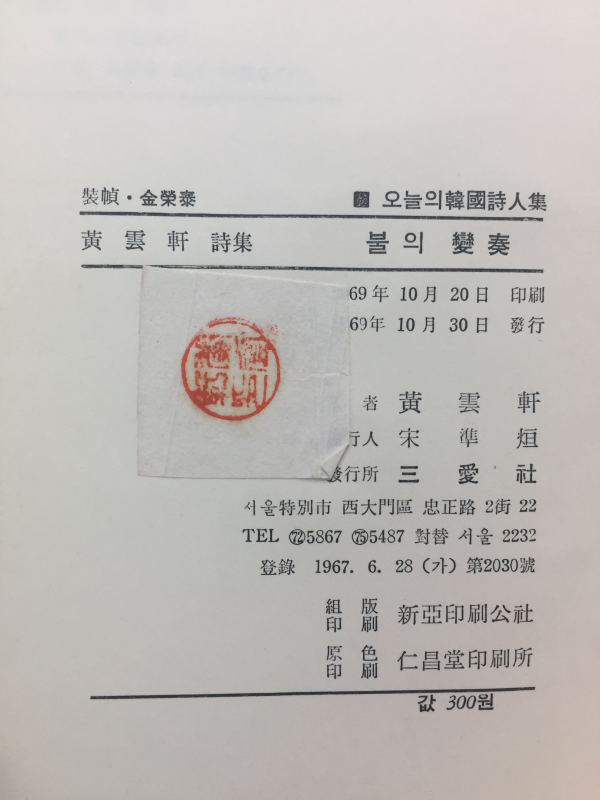 裝幀・金榮泰 오늘의韓國詩人集
黃雲軒 詩集 불의 變奏
69年 10月 20日 印刷
69年 10月 30日 發行
者 黃雲軒
行人 宋準烜
發行所 三愛社
서울特別市 西大門區 忠正路 2街 22
TEL ㊆5867 5487 對替 서울 2232
登錄 1967. 6. 28 (가) 第2030號
組版
印刷 新亞印刷公社
原色
印刷 仁昌堂印刷所
값 300원